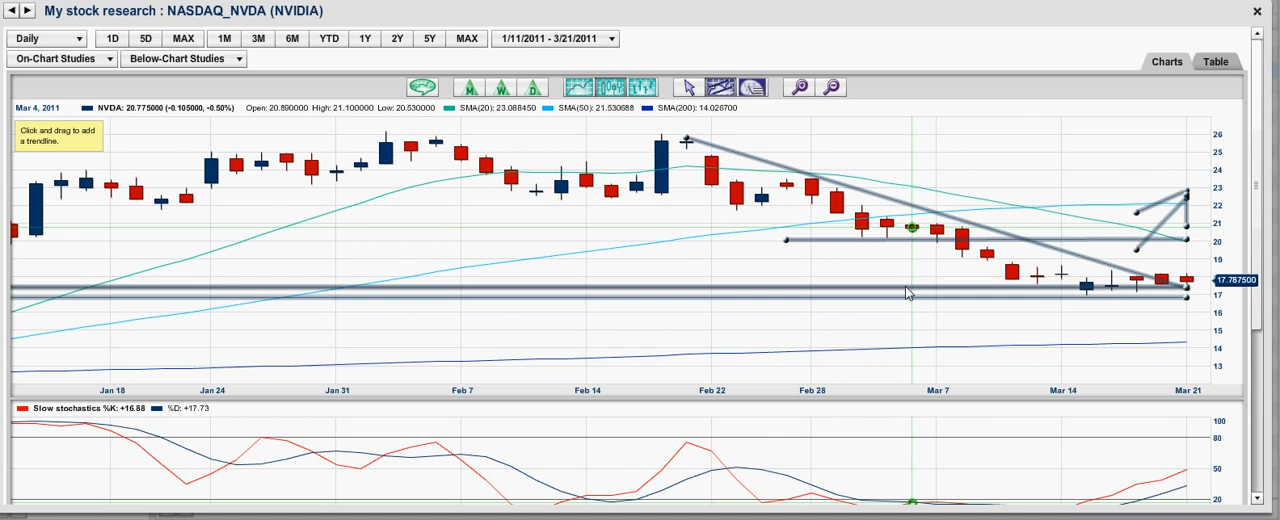 My stock research : NASDAQ_NVDA (NVIDIA)
Daily 1D 5D MAX 1M 3M 6M YTD 1Y 2Y 5Y MAX 1/11/2011 - 3/21/2011
On-Chart Studies Below-Chart Studies Charts Table
M W D
Mar 4, 2011 NVDA: 20.775000 (-0.105000, -0.50%) Open: 20.890000 High: 21.100000 Low: 20.530000 SMA(20): 23.088450 SMA(50): 21.530688 SMA(200): 14.026700
Click and drag to add
a trendline.
26
25
24
23
22
21
20
19
18
17.787500
17
16
15
14
13
Jan 18 Jan 24 Jan 31 Feb 7 Feb 14 Feb 22 Feb 28 Mar 7 Mar 14 Mar 21
Slow stochastics %K: +16.88 %D: +17.73
100
80
50
20